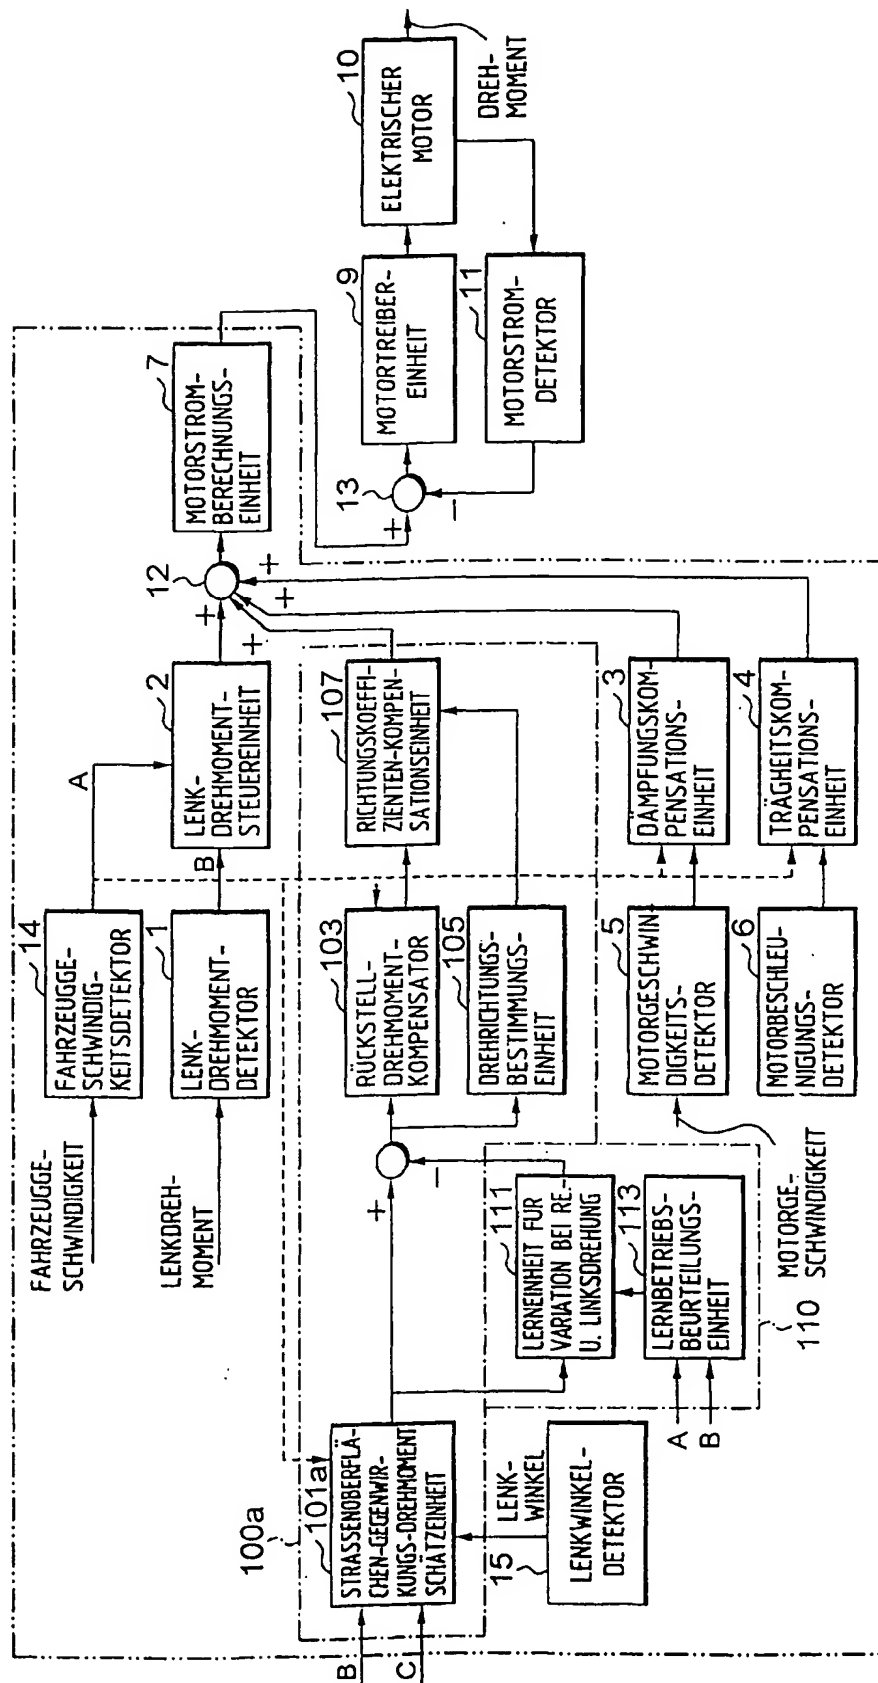 FAHRZEUGGE-
SCHWINDIGKEIT
14
FAHRZEUGGE-
SCHWINDIG-
KEITSDETEKTOR
A
LENKDREH-
MOMENT
1
LENK-
DREHMOMENT-
DETEKTOR
B
2
LENK-
DREHMOMENT-
STEUEREINHEIT
+
12
+
+
+
7
MOTORSTROM-
BERECHNUNGS-
EINHEIT
100a
B
C
101a
STRASSENOBERFLÄ-
CHEN-GEGENWIR-
KUNGS-DREHMOMENT
SCHÄTZEINHEIT
+
−
103
RÜCKSTELL-
DREHMOMENT-
KOMPENSATOR
107
RICHTUNGSKOEFFI-
ZIENTEN-KOMPEN-
SATIONSEINHEIT
105
DREHRICHTUNGS-
BESTIMMUNGS-
EINHEIT
13
+
−
9
MOTORTREIBER-
EINHEIT
10
ELEKTRISCHER
MOTOR
DREH-
MOMENT
11
MOTORSTROM-
DETEKTOR
15
LENKWINKEL-
DETEKTOR
LENK-
WINKEL
111
LERNEINHEIT FUR
VARIATION BEI RE.
U. LINKSDREHUNG
A
B
113
LERNBETRIEBS-
BEURTEILUNGS-
EINHEIT
110
MOTORGE-
SCHWINDIGKEIT
5
MOTORGESCHWIN-
DIGKEITS-
DETEKTOR
3
DÄMPFUNGSKOM-
PENSATIONS-
EINHEIT
6
MOTORBESCHLEU-
NIGUNGS-
DETEKTOR
4
TRÄGHEITSKOM-
PENSATIONS-
EINHEIT